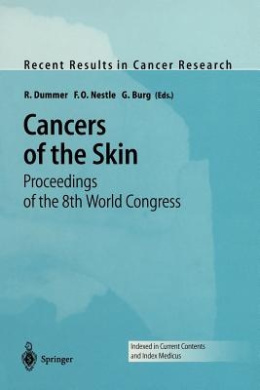 Recent Results in Cancer Research
R. Dummer F.O. Nestle G. Burg (Eds.)
Cancers
of the Skin
Proceedings
of the 8th World Congress
Indexed in Current Contents
and Index Medicus
Springer